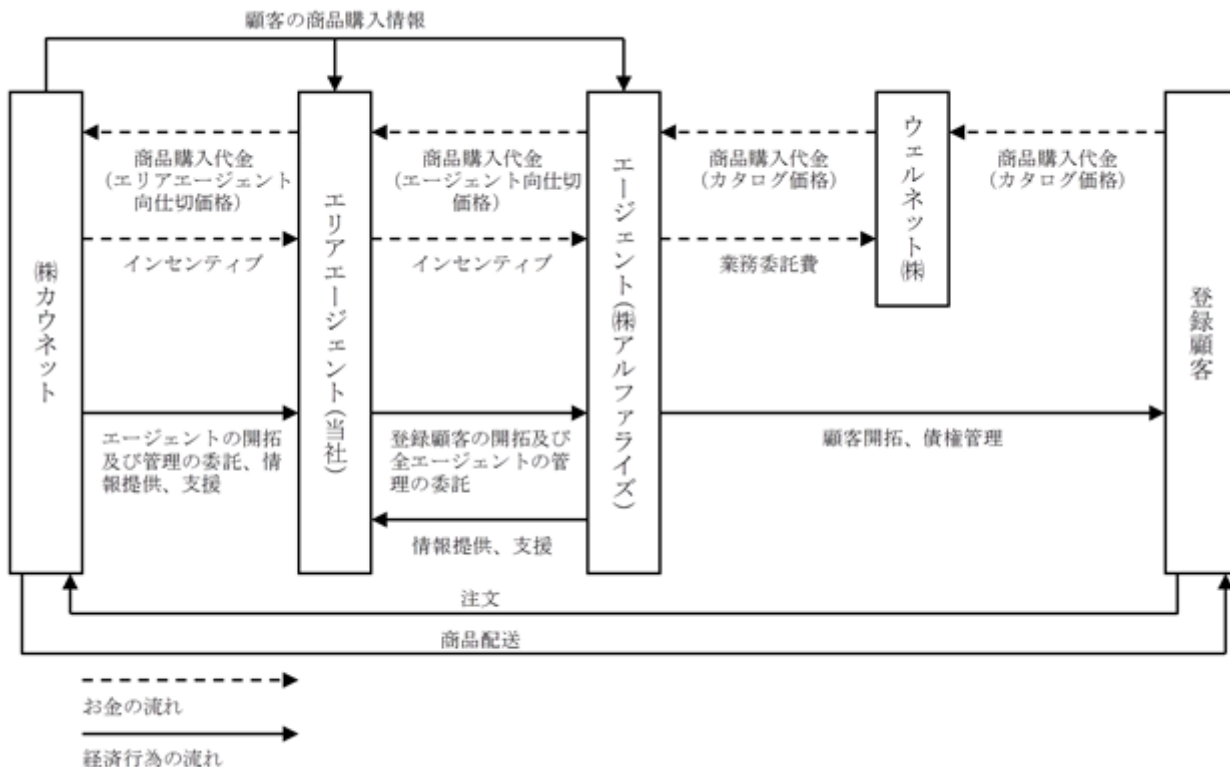 顧客の商品購入情報
㈱カウネット
エリアエージェント(当社)
エージェント(㈱アルファライズ)
ウェルネット㈱
登録顧客
商品購入代金
(エリアエージェント
向仕切価格)
商品購入代金
(エージェント向仕切
価格)
商品購入代金
(カタログ価格)
商品購入代金
(カタログ価格)
インセンティブ
インセンティブ
業務委託費
エージェントの開拓
及び管理の委託、情
報提供、支援
登録顧客の開拓及び
全エージェントの管
理の委託
顧客開拓、債権管理
情報提供、支援
注文
商品配送
お金の流れ
経済行為の流れ